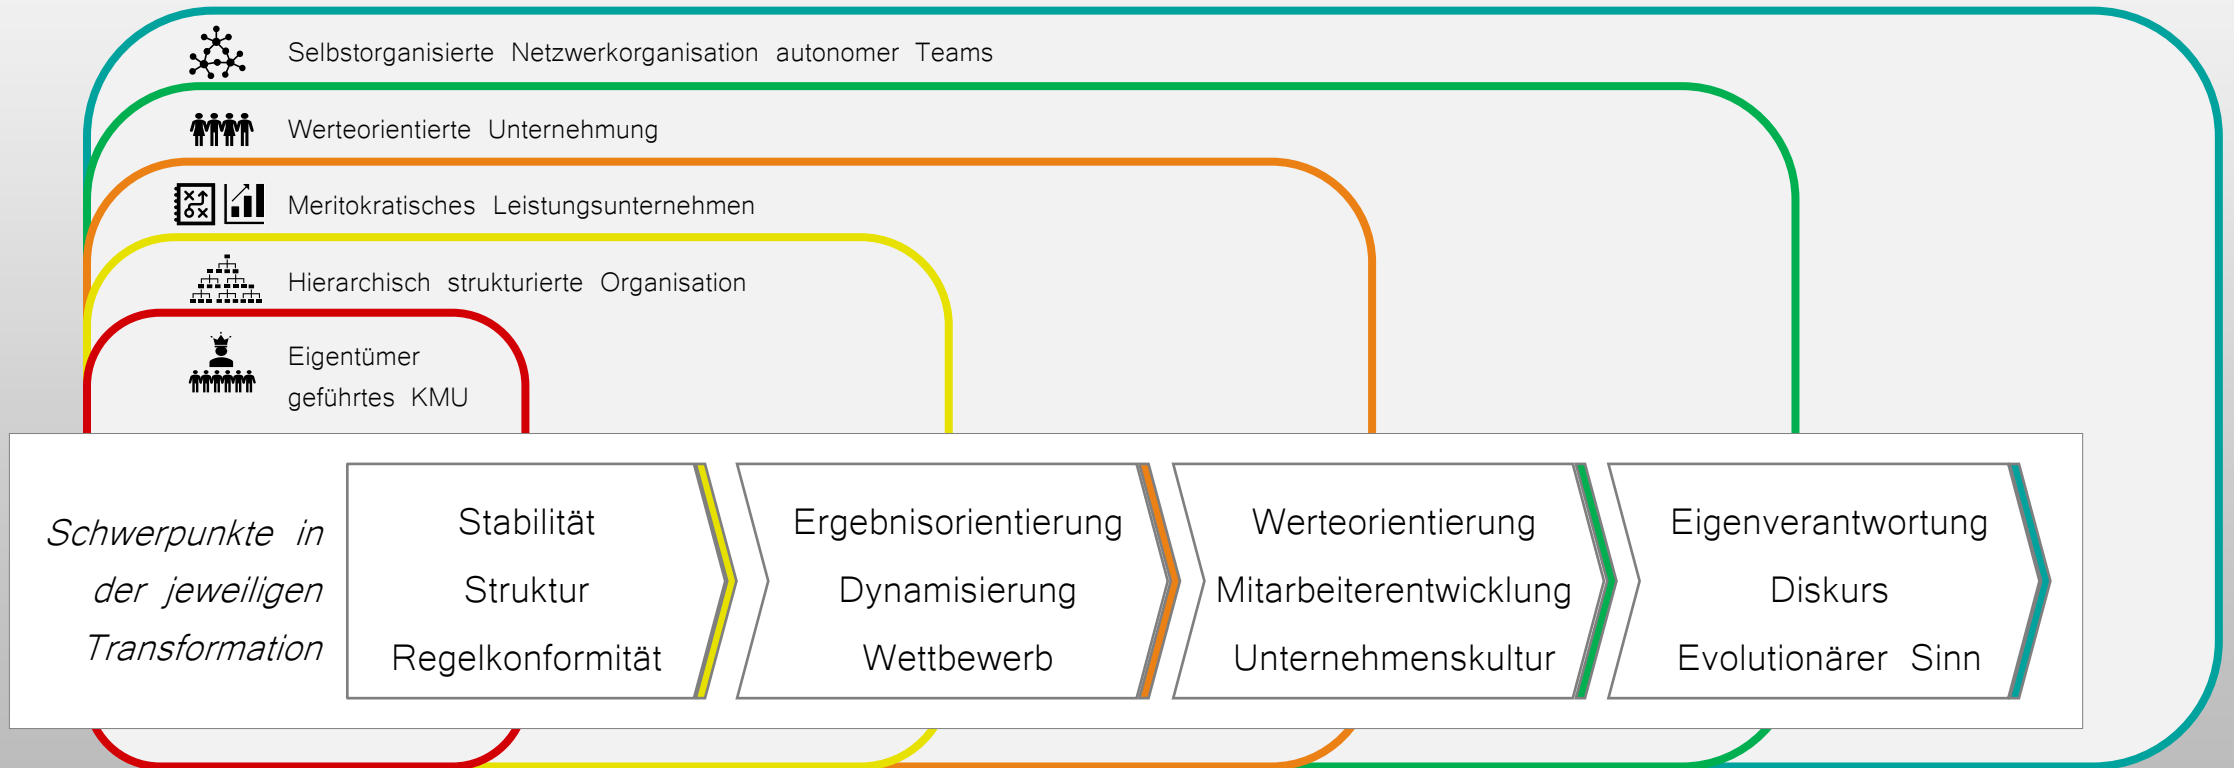 Selbstorganisierte Netzwerkorganisation autonomer Teams
Werteorientierte Unternehmung
Meritokratisches Leistungsunternehmen
Hierarchisch strukturierte Organisation
Eigentümer
geführtes KMU
Schwerpunkte in
der jeweiligen
Transformation
Stabilität
Struktur
Regelkonformität
Ergebnisorientierung
Dynamisierung
Wettbewerb
Werteorientierung
Mitarbeiterentwicklung
Unternehmenskultur
Eigenverantwortung
Diskurs
Evolutionärer Sinn